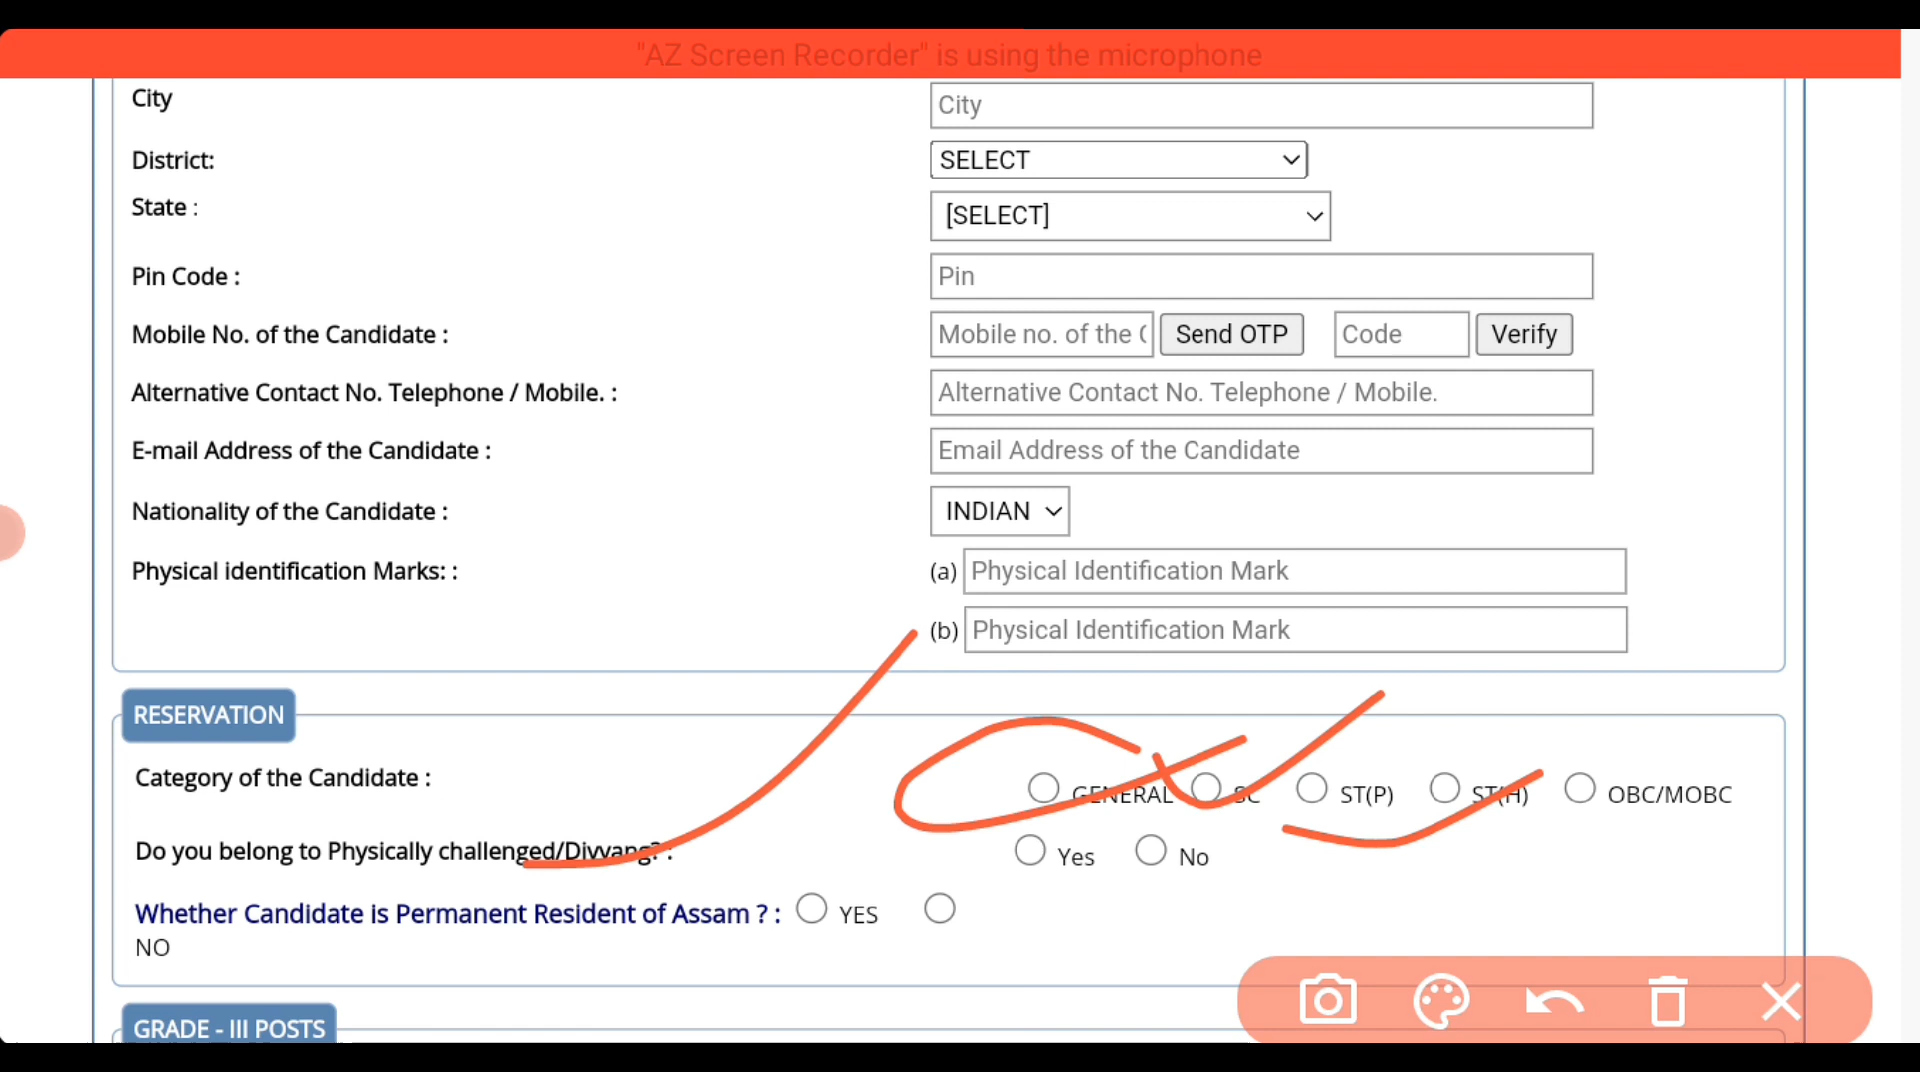 "AZ Screen Recorder" is using the microphone
City
City
District:
SELECT
State :
[SELECT]
Pin Code :
Pin
Mobile No. of the Candidate :
Mobile no. of the ( Send OTP Code Verify
Alternative Contact No. Telephone / Mobile. :
Alternative Contact No. Telephone / Mobile.
E-mail Address of the Candidate :
Email Address of the Candidate
Nationality of the Candidate :
INDIAN
Physical identification Marks: :
(a) Physical Identification Mark
(b) Physical Identification Mark
RESERVATION
Category of the Candidate :
GENERAL SC ST(P) ST(H) OBC/MOBC
Do you belong to Physically challenged/Divyang? :
Yes No
Whether Candidate is Permanent Resident of Assam ? : YES
NO
GRADE - III POSTS